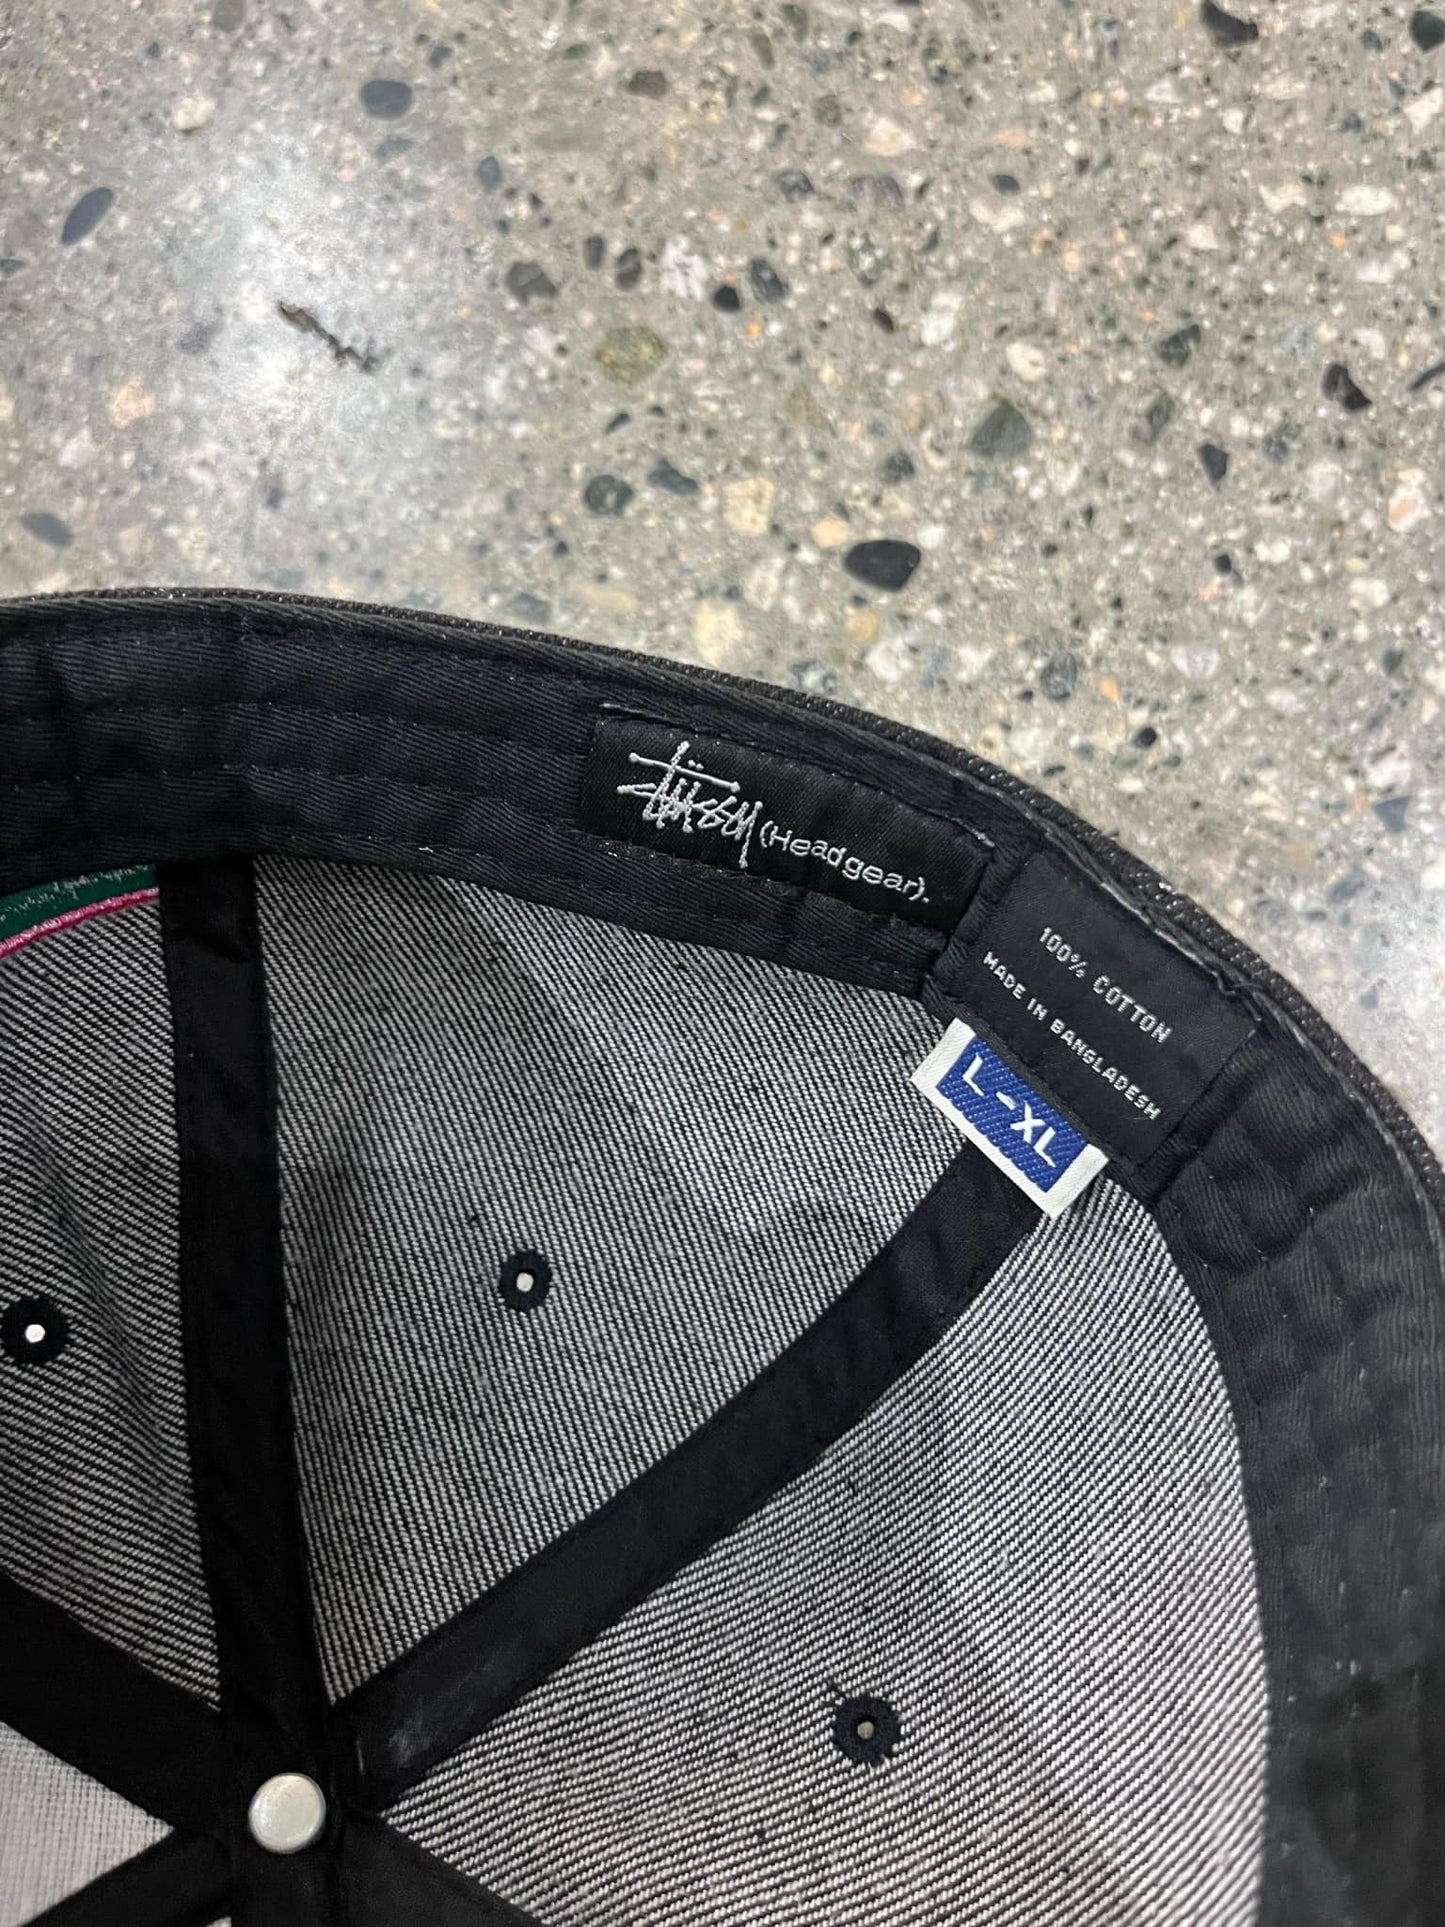 Stüssy (Headgear).
100% COTTON
MADE IN BANGLADESH
L-XL